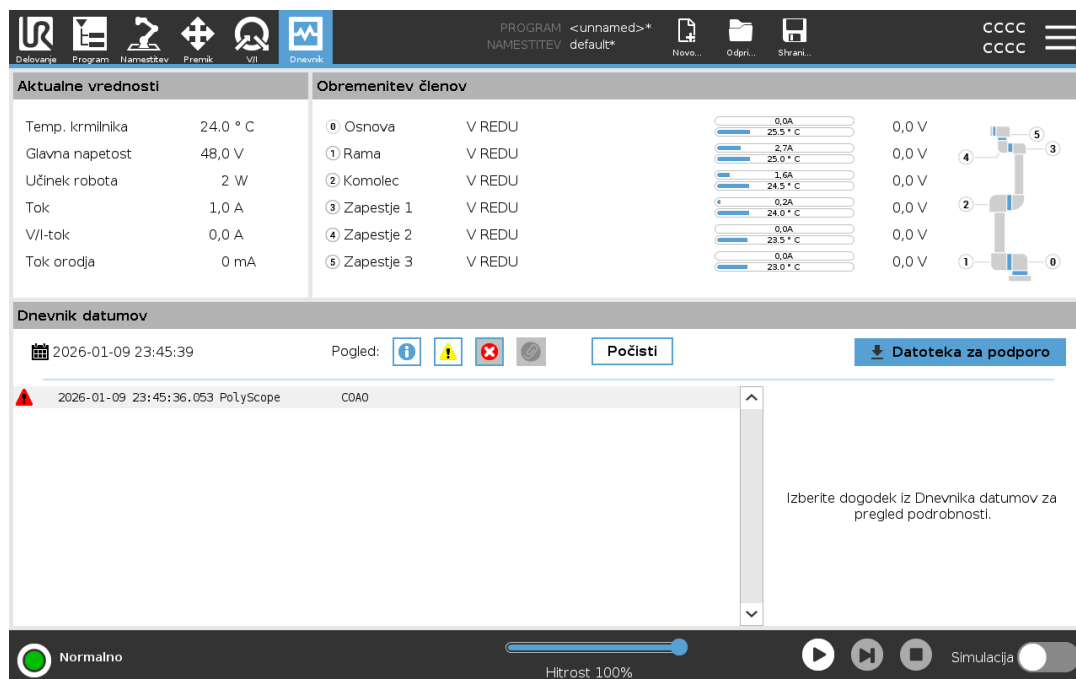 PROGRAM <unnamed>*
NAMESTITEV default*
CCCC
CCCC
Delovanje Program Namestitev Premik V/I Dnevnik Novo... Odpri... Shrani...
Aktualne vrednosti
Temp. krmilnika 24.0 ° C
Glavna napetost 48,0 V
Učinek robota 2 W
Tok 1,0 A
V/I-tok 0,0 A
Tok orodja 0 mA
Obremenitev členov
0 Osnova V REDU 0,0A 25.5 ° C 0,0 V
1 Rama V REDU 2,7A 25.0 ° C 0,0 V
2 Komolec V REDU 1,6A 24.5 ° C 0,0 V
3 Zapestje 1 V REDU 0,2A 24.0 ° C 0,0 V
4 Zapestje 2 V REDU 0,0A 23.5 ° C 0,0 V
5 Zapestje 3 V REDU 0,0A 23.0 ° C 0,0 V
5
3
4
2
1 0
Dnevnik datumov
2026-01-09 23:45:39 Pogled: Počisti Datoteka za podporo
2026-01-09 23:45:36.053 PolyScope C0A0
Izberite dogodek iz Dnevnika datumov za
pregled podrobnosti.
Normalno
Hitrost 100%
Simulacija